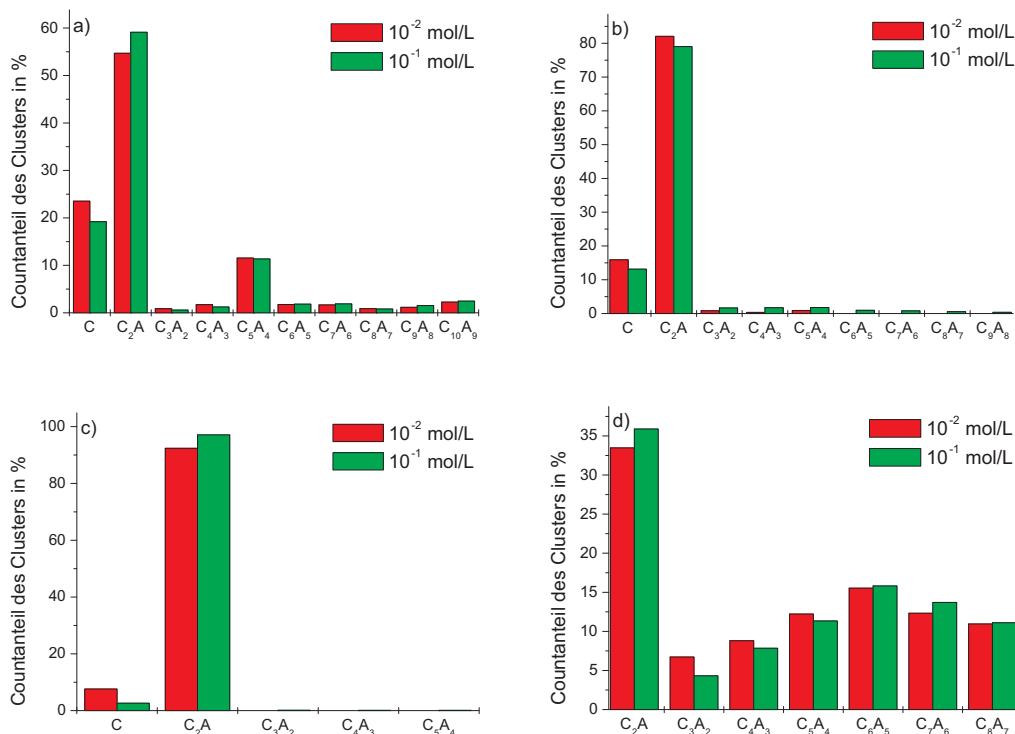 a)
10⁻² mol/L
10⁻¹ mol/L
Countanteil des Clusters in %
60
50
40
30
20
10
0
C C₂A C₃A₂ C₄A₃ C₅A₄ C₆A₅ C₇A₆ C₈A₇ C₉A₈ C₁₀A₉
b)
10⁻² mol/L
10⁻¹ mol/L
Countanteil des Clusters in %
80
70
60
50
40
30
20
10
0
C C₂A C₃A₂ C₄A₃ C₅A₄ C₆A₅ C₇A₆ C₈A₇ C₉A₈
c)
10⁻² mol/L
10⁻¹ mol/L
Countanteil des Clusters in %
100
80
60
40
20
0
C C₂A C₃A₂ C₄A₃ C₅A₄
d)
10⁻² mol/L
10⁻¹ mol/L
Countanteil des Clusters in %
35
30
25
20
15
10
5
0
C₂A C₃A₂ C₄A₃ C₅A₄ C₆A₅ C₇A₆ C₈A₇